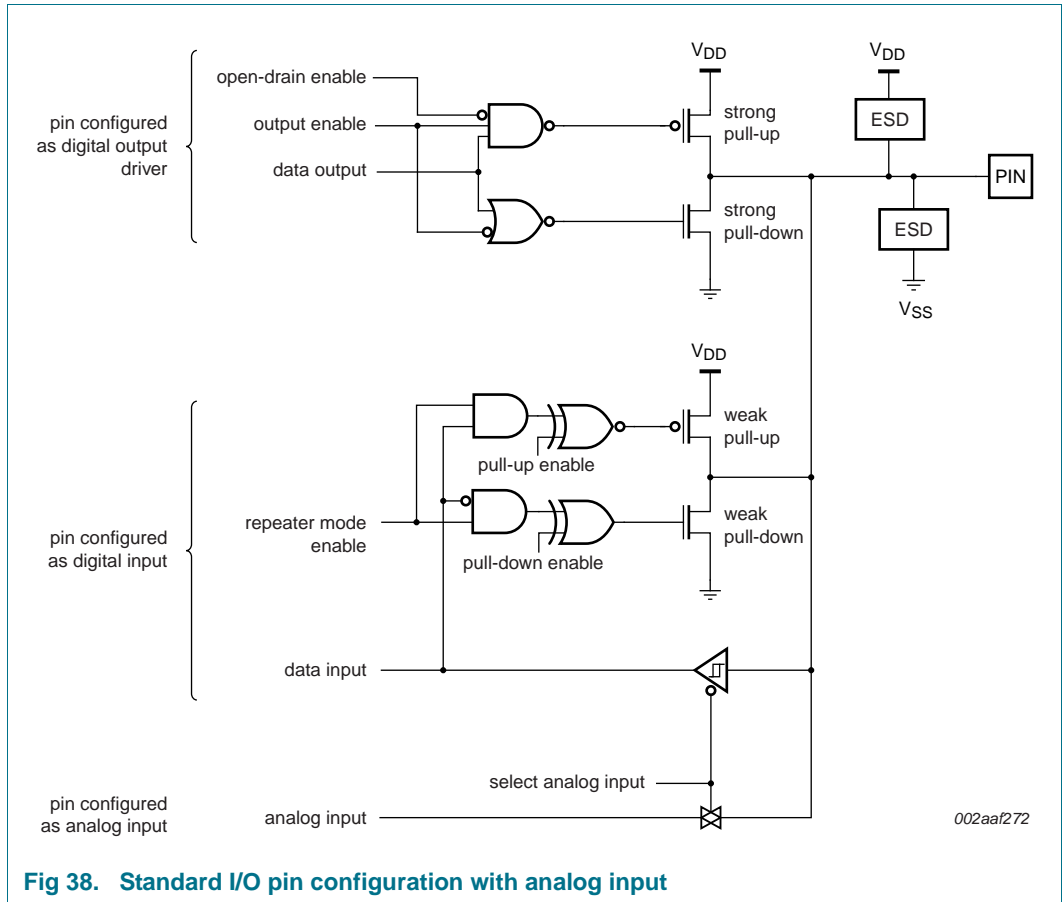 VDD
VDD
open-drain enable
strong
pull-up
ESD
pin configured
as digital output
driver
output enable
data output
PIN
strong
pull-down
ESD
VSS
VDD
weak
pull-up
pull-up enable
repeater mode
enable
weak
pull-down
pin configured
as digital input
pull-down enable
data input
select analog input
pin configured
as analog input
analog input
002aaf272
Fig 38. Standard I/O pin configuration with analog input